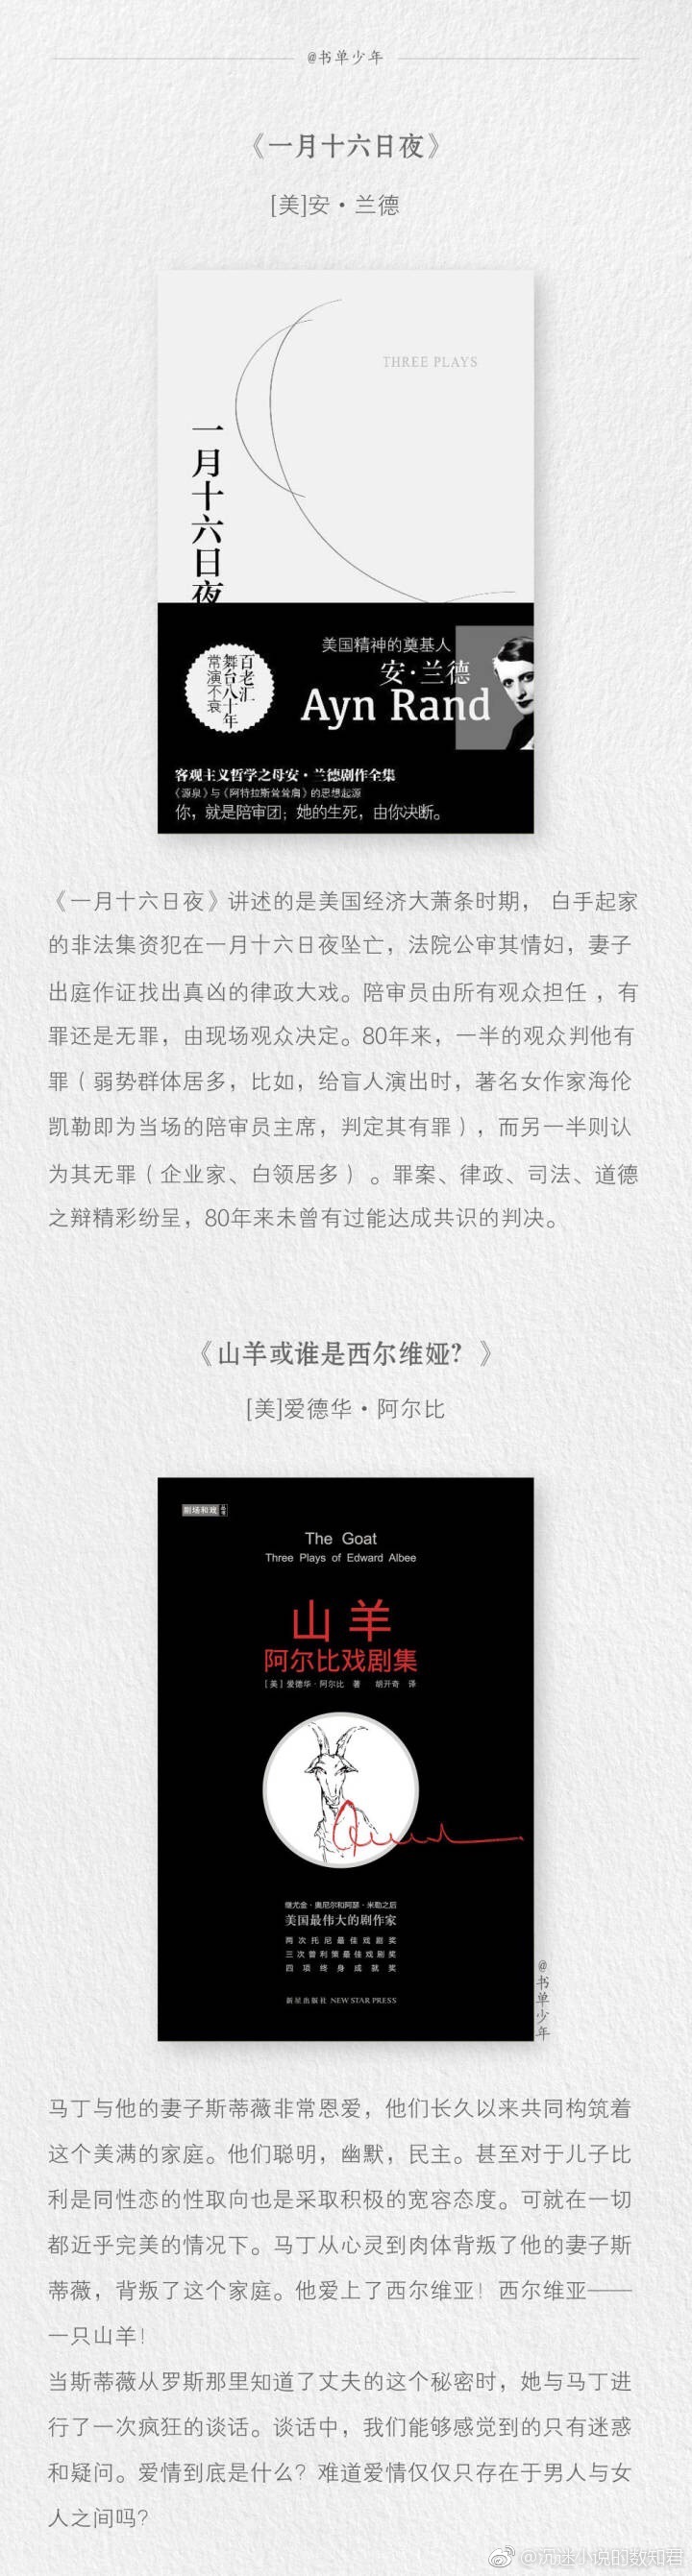 @书单少年
《一月十六日夜》
[美]安·兰德
THREE PLAYS
一月十六日夜
百老汇
舞台八十年
常演不衰
美国精神的奠基人
安·兰德
Ayn Rand
客观主义哲学之母安·兰德剧作全集
《源泉》与《阿特拉斯耸耸肩》的思想起源
你，就是陪审团；她的生死，由你决断。
《一月十六日夜》讲述的是美国经济大萧条时期， 白手起家
的非法集资犯在一月十六日夜坠亡，法院公审其情妇，妻子
出庭作证找出真凶的律政大戏。陪审员由所有观众担任 ，有
罪还是无罪，由现场观众决定。80年来，一半的观众判他有
罪（弱势群体居多，比如，给盲人演出时，著名女作家海伦
凯勒即为当场的陪审员主席，判定其有罪），而另一半则认
为其无罪（企业家、白领居多） 。罪案、律政、司法、道德
之辩精彩纷呈，80年来未曾有过能达成共识的判决。
《山羊或谁是西尔维娅？》
[美]爱德华·阿尔比
剧场和戏
The Goat
Three Plays of Edward Albee
山羊
阿尔比戏剧集
[美]爱德华·阿尔比 著 胡开奇 译
继尤金·奥尼尔和阿瑟·米勒之后
美国最伟大的剧作家
两次托尼最佳戏剧奖
三次普利策最佳戏剧奖
四项终身成就奖
新星出版社 NEW STAR PRESS
@书单少年
马丁与他的妻子斯蒂薇非常恩爱，他们长久以来共同构筑着
这个美满的家庭。他们聪明，幽默，民主。甚至对于儿子比
利是同性恋的性取向也是采取积极的宽容态度。可就在一切
都近乎完美的情况下。马丁从心灵到肉体背叛了他的妻子斯
蒂薇，背叛了这个家庭。他爱上了西尔维亚！西尔维亚——
一只山羊！
当斯蒂薇从罗斯那里知道了丈夫的这个秘密时，她与马丁进
行了一次疯狂的谈话。谈话中，我们能够感觉到的只有迷惑
和疑问。爱情到底是什么？难道爱情仅仅只存在于男人与女
人之间吗？
@沉迷小说的数知君